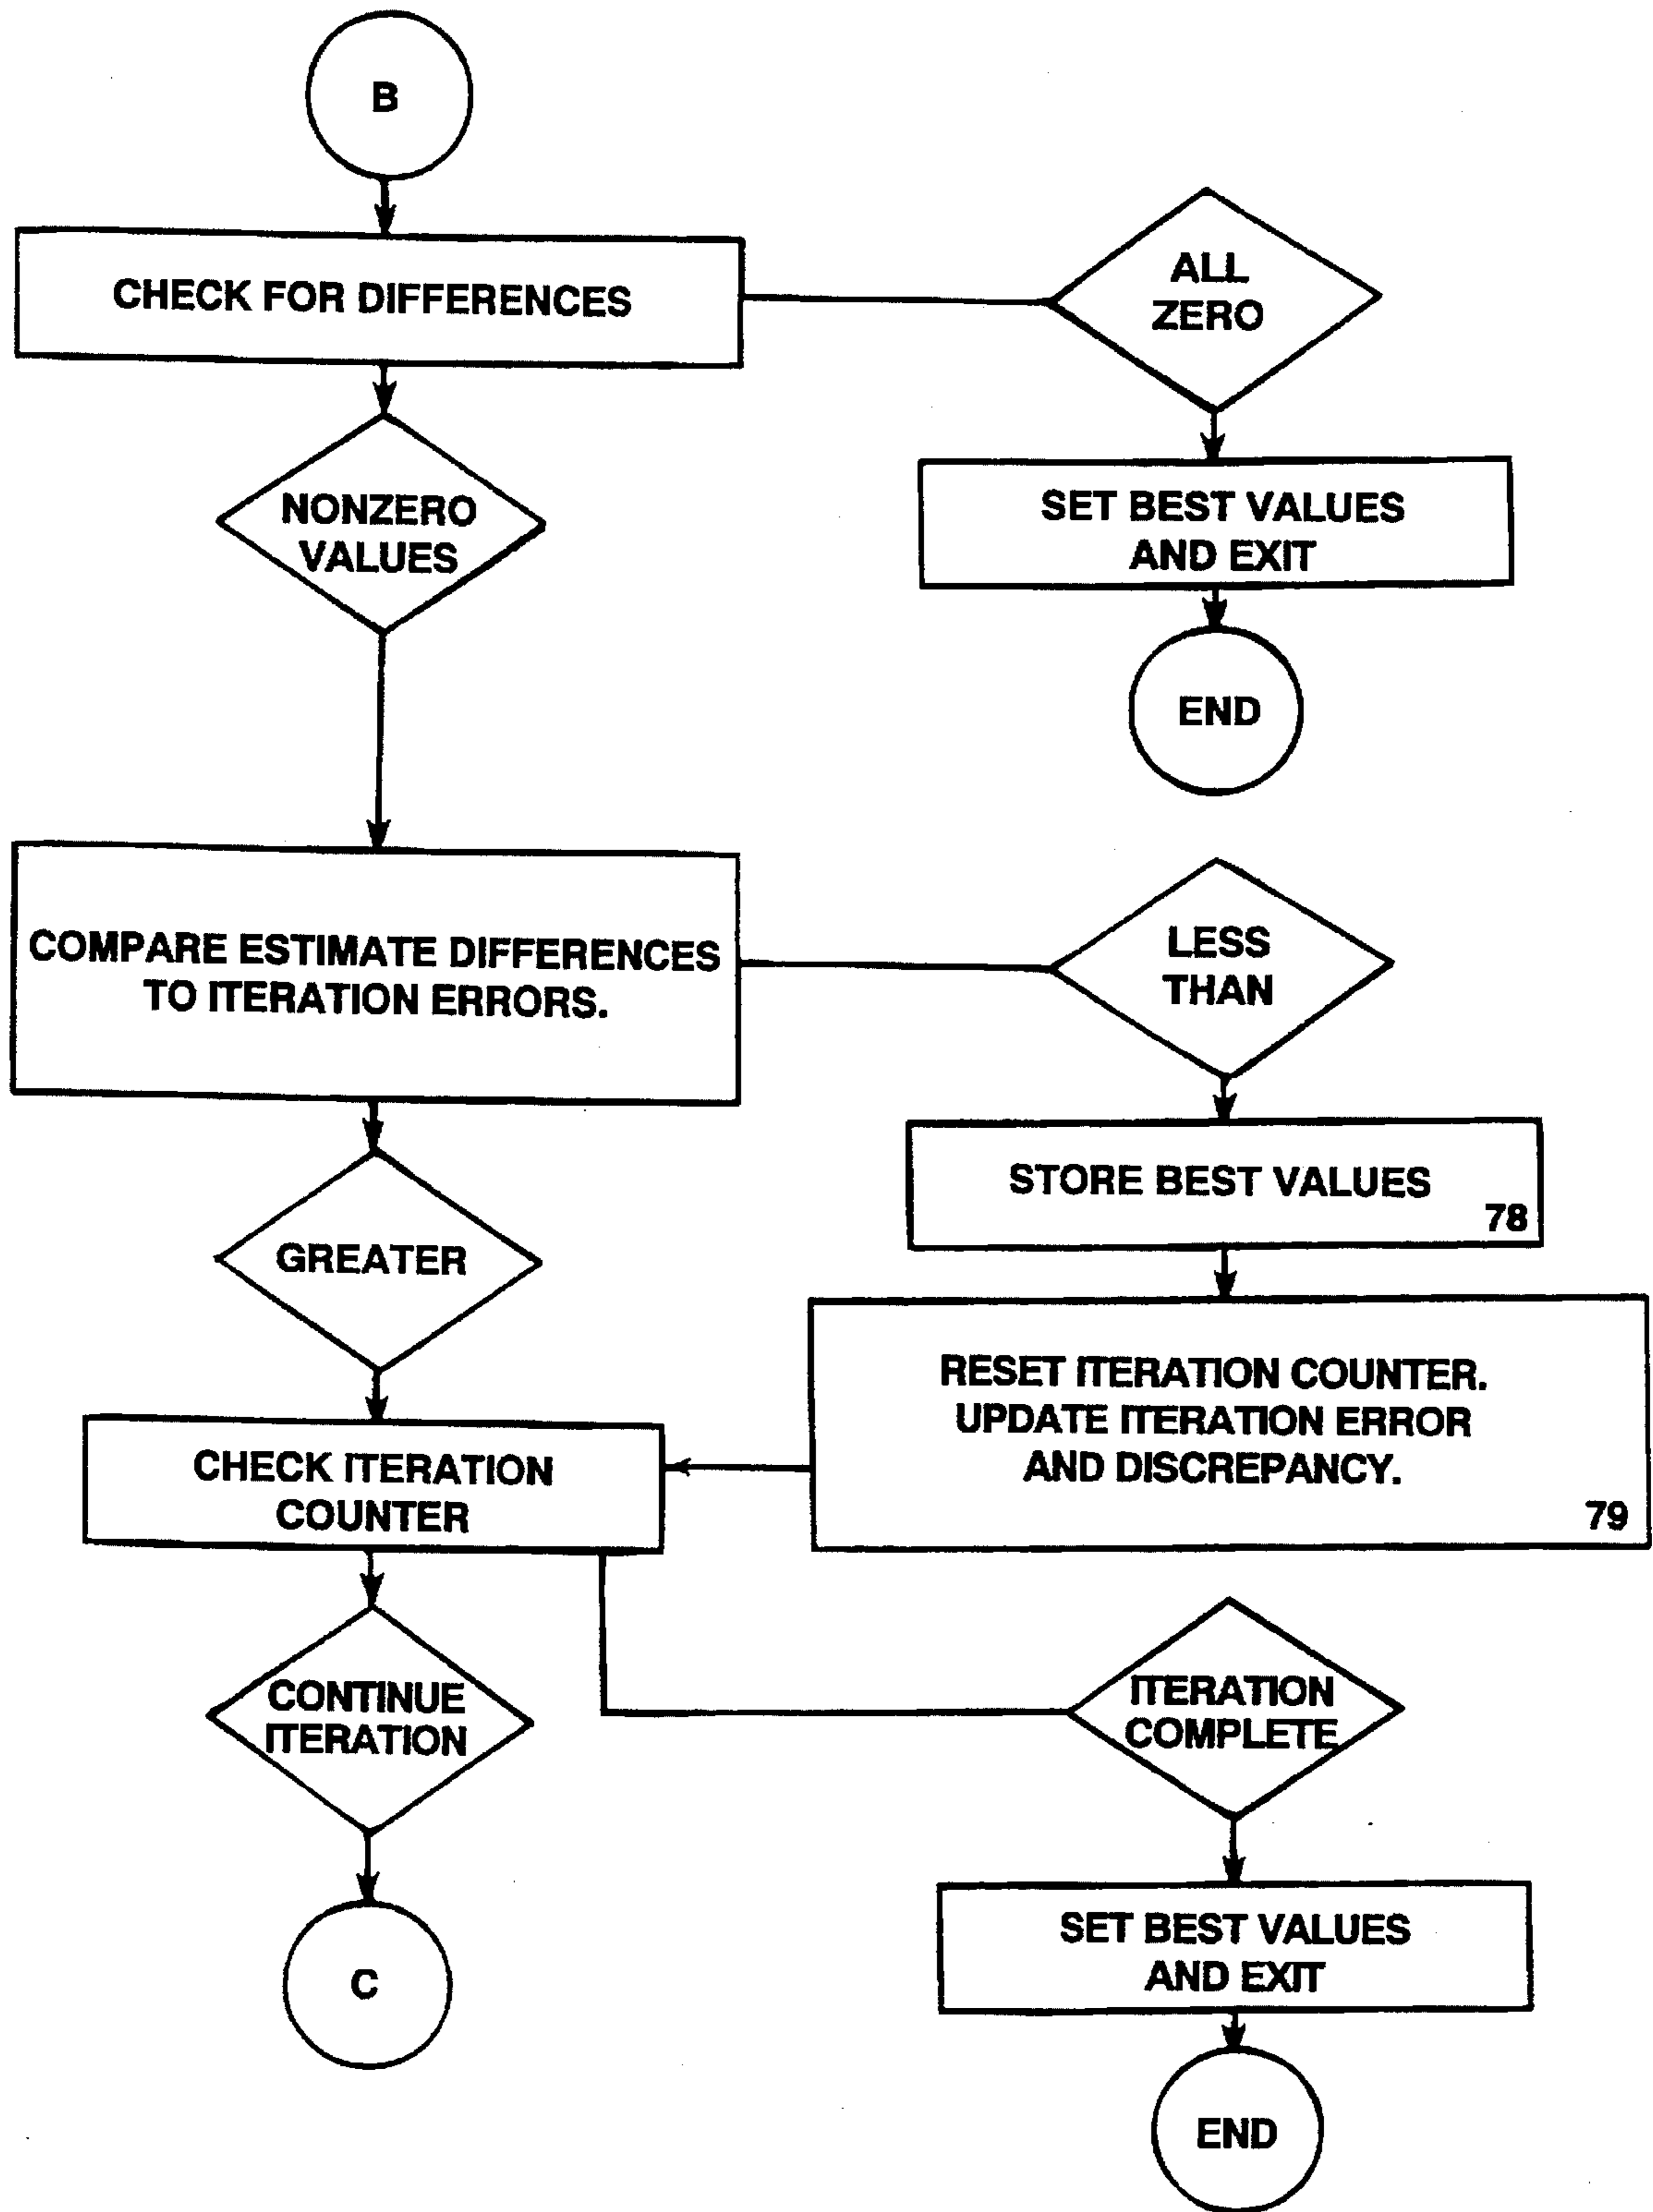 B
CHECK FOR DIFFERENCES
ALL
ZERO
NONZERO
VALUES
SET BEST VALUES
AND EXIT
END
COMPARE ESTIMATE DIFFERENCES
TO ITERATION ERRORS.
LESS
THAN
STORE BEST VALUES
78
GREATER
RESET ITERATION COUNTER.
UPDATE ITERATION ERROR
AND DISCREPANCY.
79
CHECK ITERATION
COUNTER
CONTINUE
ITERATION
ITERATION
COMPLETE
SET BEST VALUES
AND EXIT
C
END